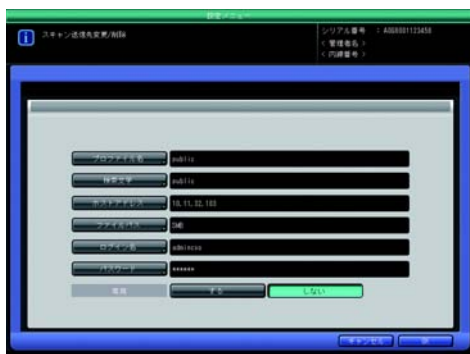 設定メニュー
スキャン送信先変更/削除
シリアル番号 : A0G9001123458
< 管理者名 >
< 内線番号 >
プロファイル名 public
検索文字 public
ホストアドレス 10.11.32.103
ファイルパス SMB
ログイン名
パスワード ******
専用 する しない
キャンセル OK